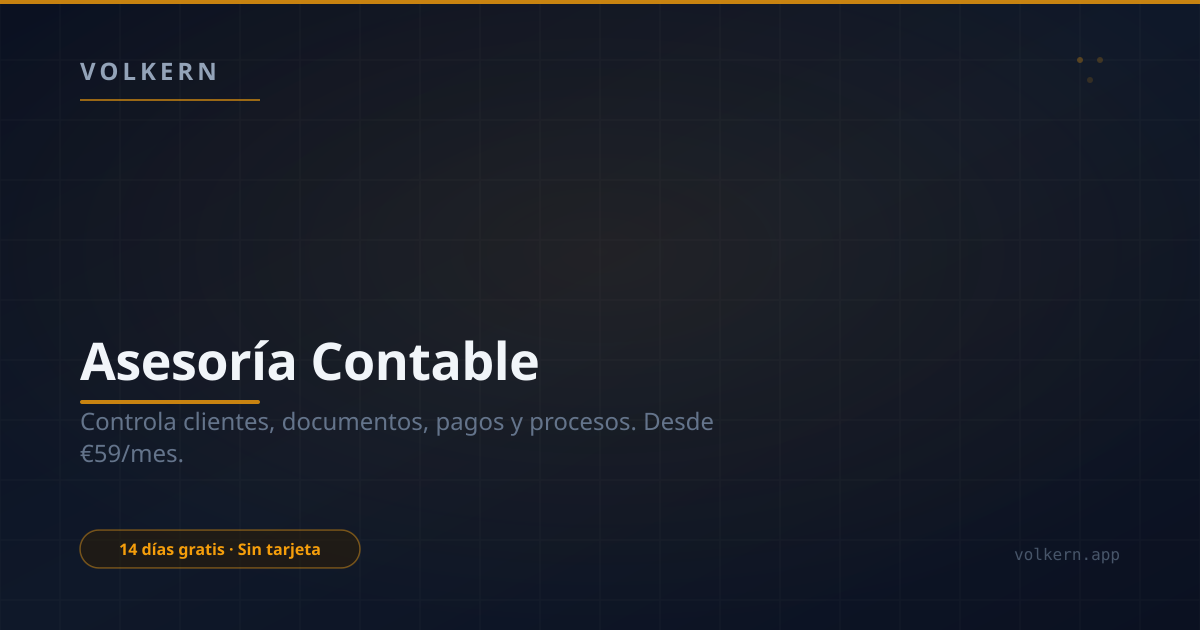 VOLKERN
Asesoría Contable
Controla clientes, documentos, pagos y procesos. Desde
€59/mes.
14 días gratis · Sin tarjeta
volkern.app